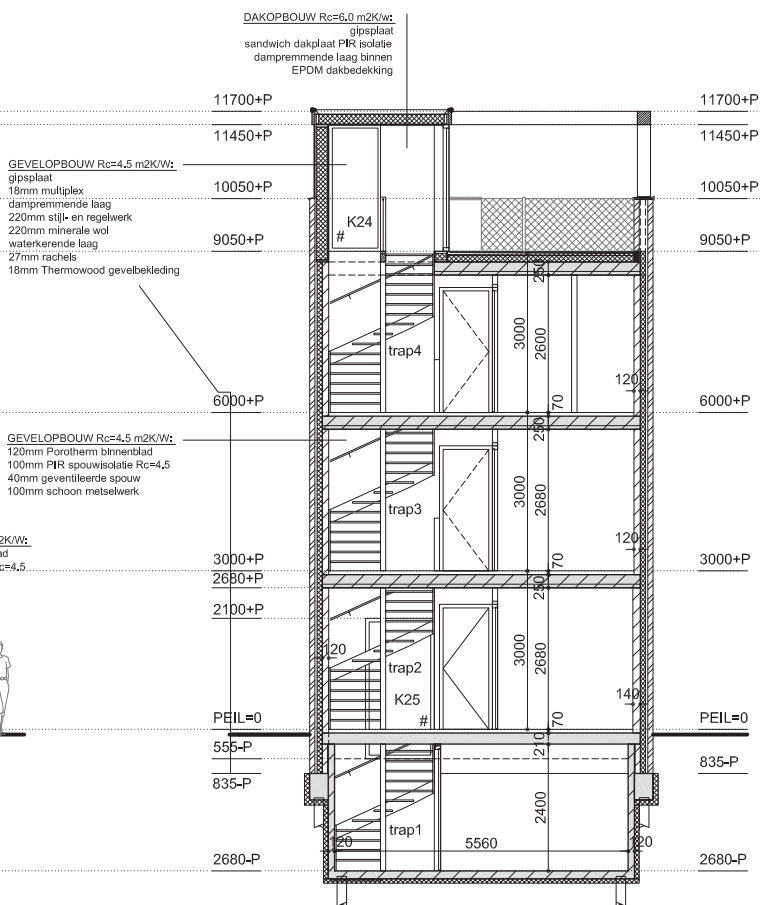 DAKOPBOUW Rc=6.0 m2K/w:
gipsplaat
sandwich dakplaat PIR isolatie
dampremmende laag binnen
EPDM dakbedekking
11700+P
11700+P
11450+P
11450+P
GEVELOPBOUW Rc=4.5 m2K/W:
gipsplaat
18mm multiplex
dampremmende laag
220mm stijl- en regelwerk
220mm minerale wol
waterkerende laag
27mm rachels
18mm Thermowood gevelbekleding
10050+P
10050+P
K24
#
9050+P
9050+P
250
3000
2600
trap4
120
70
6000+P
6000+P
250
GEVELOPBOUW Rc=4.5 m2K/W:
120mm Porotherm binnenblad
100mm PIR spouwisolatie Rc=4.5
40mm geventileerde spouw
100mm schoon metselwerk
3000
2680
trap3
120
70
2K/W:
ad
c=4.5
3000+P
3000+P
2680+P
250
2100+P
120
3000
2680
trap2
K25
#
140
70
PEIL=0
PEIL=0
210
555-P
835-P
835-P
2400
trap1
120
5560
120
2680-P
2680-P